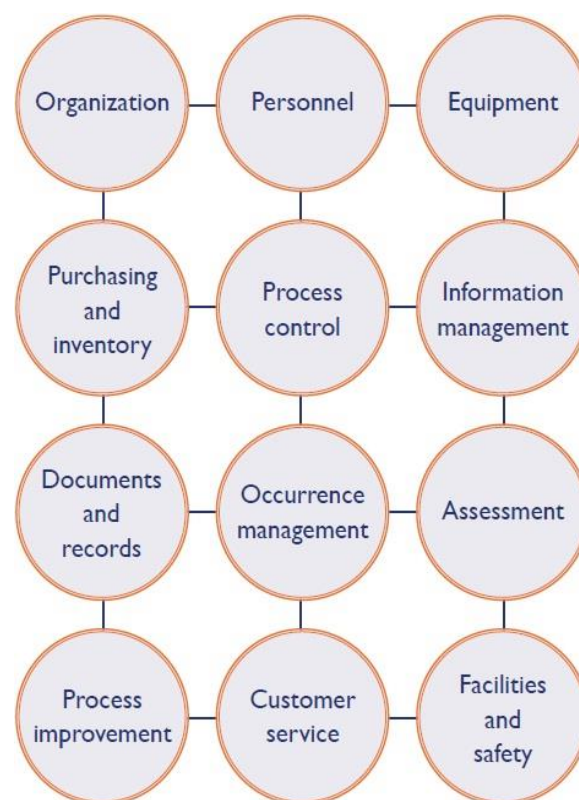 Organization
Personnel
Equipment
Purchasing
and
inventory
Process
control
Information
management
Documents
and
records
Occurrence
management
Assessment
Process
improvement
Customer
service
Facilities
and
safety